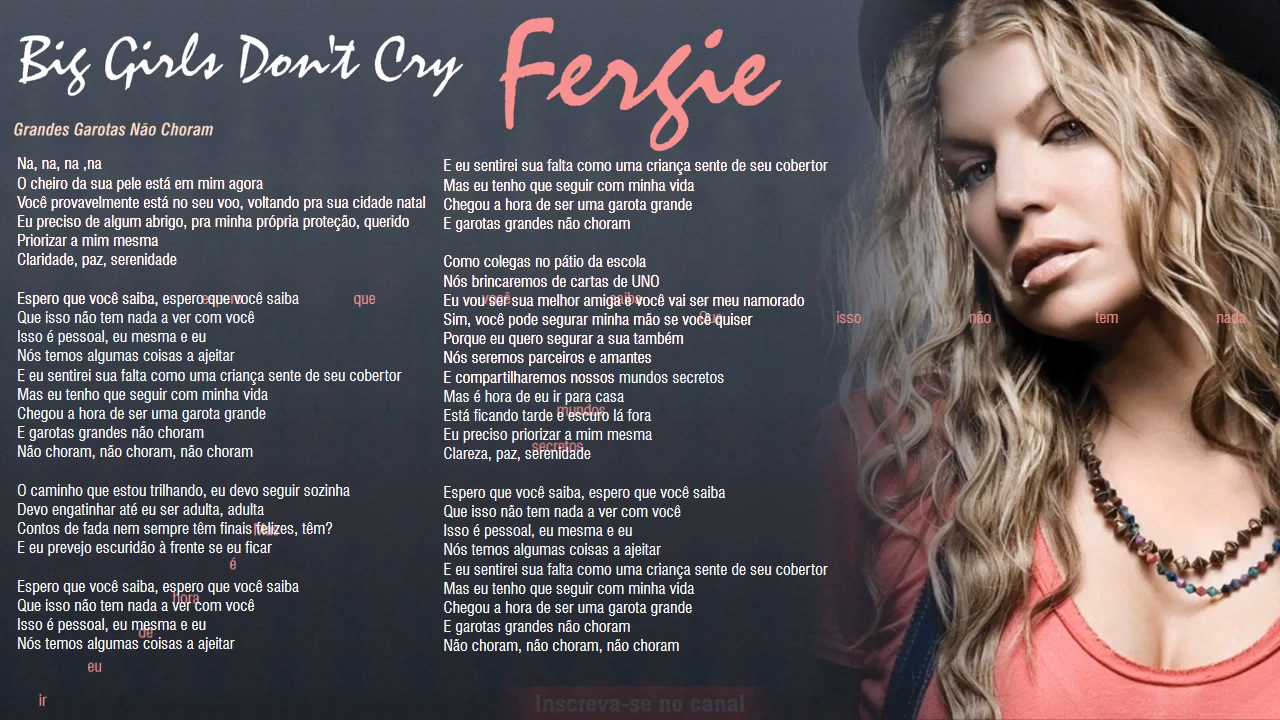 Big Girls Don't Cry
Fergie
Grandes Garotas Não Choram
Na, na, na ,na
O cheiro da sua pele está em mim agora
Você provavelmente está no seu voo, voltando pra sua cidade natal
Eu preciso de algum abrigo, pra minha própria proteção, querido
Priorizar a mim mesma
Claridade, paz, serenidade
Espero que você saiba, espero que você saiba
Que isso não tem nada a ver com você
Isso é pessoal, eu mesma e eu
Nós temos algumas coisas a ajeitar
E eu sentirei sua falta como uma criança sente de seu cobertor
Mas eu tenho que seguir com minha vida
Chegou a hora de ser uma garota grande
E garotas grandes não choram
Não choram, não choram, não choram
O caminho que estou trilhando, eu devo seguir sozinha
Devo engatinhar até eu ser adulta, adulta
Contos de fada nem sempre têm finais felizes, têm?
E eu prevejo escuridão à frente se eu ficar
Espero que você saiba, espero que você saiba
Que isso não tem nada a ver com você
Isso é pessoal, eu mesma e eu
Nós temos algumas coisas a ajeitar
E eu sentirei sua falta como uma criança sente de seu cobertor
Mas eu tenho que seguir com minha vida
Chegou a hora de ser uma garota grande
E garotas grandes não choram
Como colegas no pátio da escola
Nós brincaremos de cartas de UNO
Eu vou ser sua melhor amiga e você vai ser meu namorado
Sim, você pode segurar minha mão se você quiser
Porque eu quero segurar a sua também
Nós seremos parceiros e amantes
E compartilharemos nossos mundos secretos
Mas é hora de eu ir para casa
Está ficando tarde e escuro lá fora
Eu preciso priorizar a mim mesma
Clareza, paz, serenidade
Espero que você saiba, espero que você saiba
Que isso não tem nada a ver com você
Isso é pessoal, eu mesma e eu
Nós temos algumas coisas a ajeitar
E eu sentirei sua falta como uma criança sente de seu cobertor
Mas eu tenho que seguir com minha vida
Chegou a hora de ser uma garota grande
E garotas grandes não choram
Não choram, não choram, não choram
que você saiba
isso não tem nada
mundos
secretos
é
hora
de
eu
ir
Inscreva-se no canal